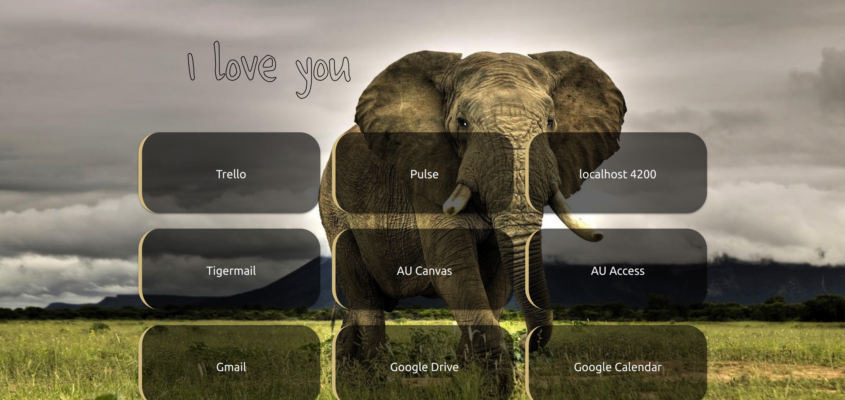 I love you
Trello
Pulse
localhost 4200
Tigermail
AU Canvas
AU Access
Gmail
Google Drive
Google Calendar